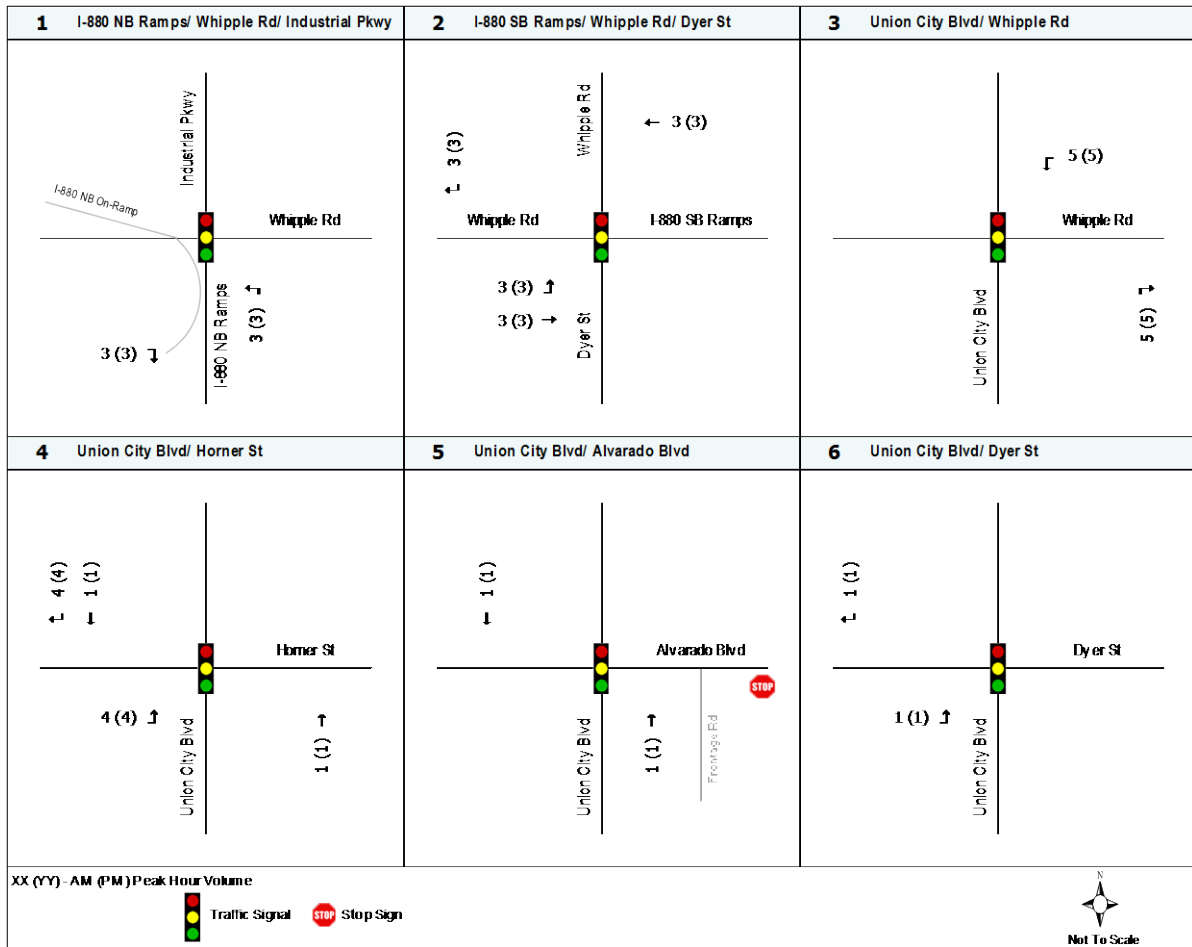 1 I-880 NB Ramps/ Whipple Rd/ Industrial Pkwy
Industrial Pkwy
I-880 NB On-Ramp
Whipple Rd
I-880 NB Ramps
3 (3)
3 (3)
2 I-880 SB Ramps/ Whipple Rd/ Dyer St
Whipple Rd
3 (3)
3 (3)
Whipple Rd
I-880 SB Ramps
3 (3)
3 (3)
Dyer St
3 Union City Blvd/ Whipple Rd
5 (5)
Whipple Rd
Union City Blvd
5 (5)
4 Union City Blvd/ Horner St
4 (4)
1 (1)
Horner St
4 (4)
Union City Blvd
1 (1)
5 Union City Blvd/ Alvarado Blvd
1 (1)
Alvarado Blvd
STOP
Union City Blvd
1 (1)
Frontage Rd
6 Union City Blvd/ Dyer St
1 (1)
Dyer St
1 (1)
Union City Blvd
XX (YY) - AM (PM) Peak Hour Volume
Traffic Signal
STOP Stop Sign
N
Not To Scale